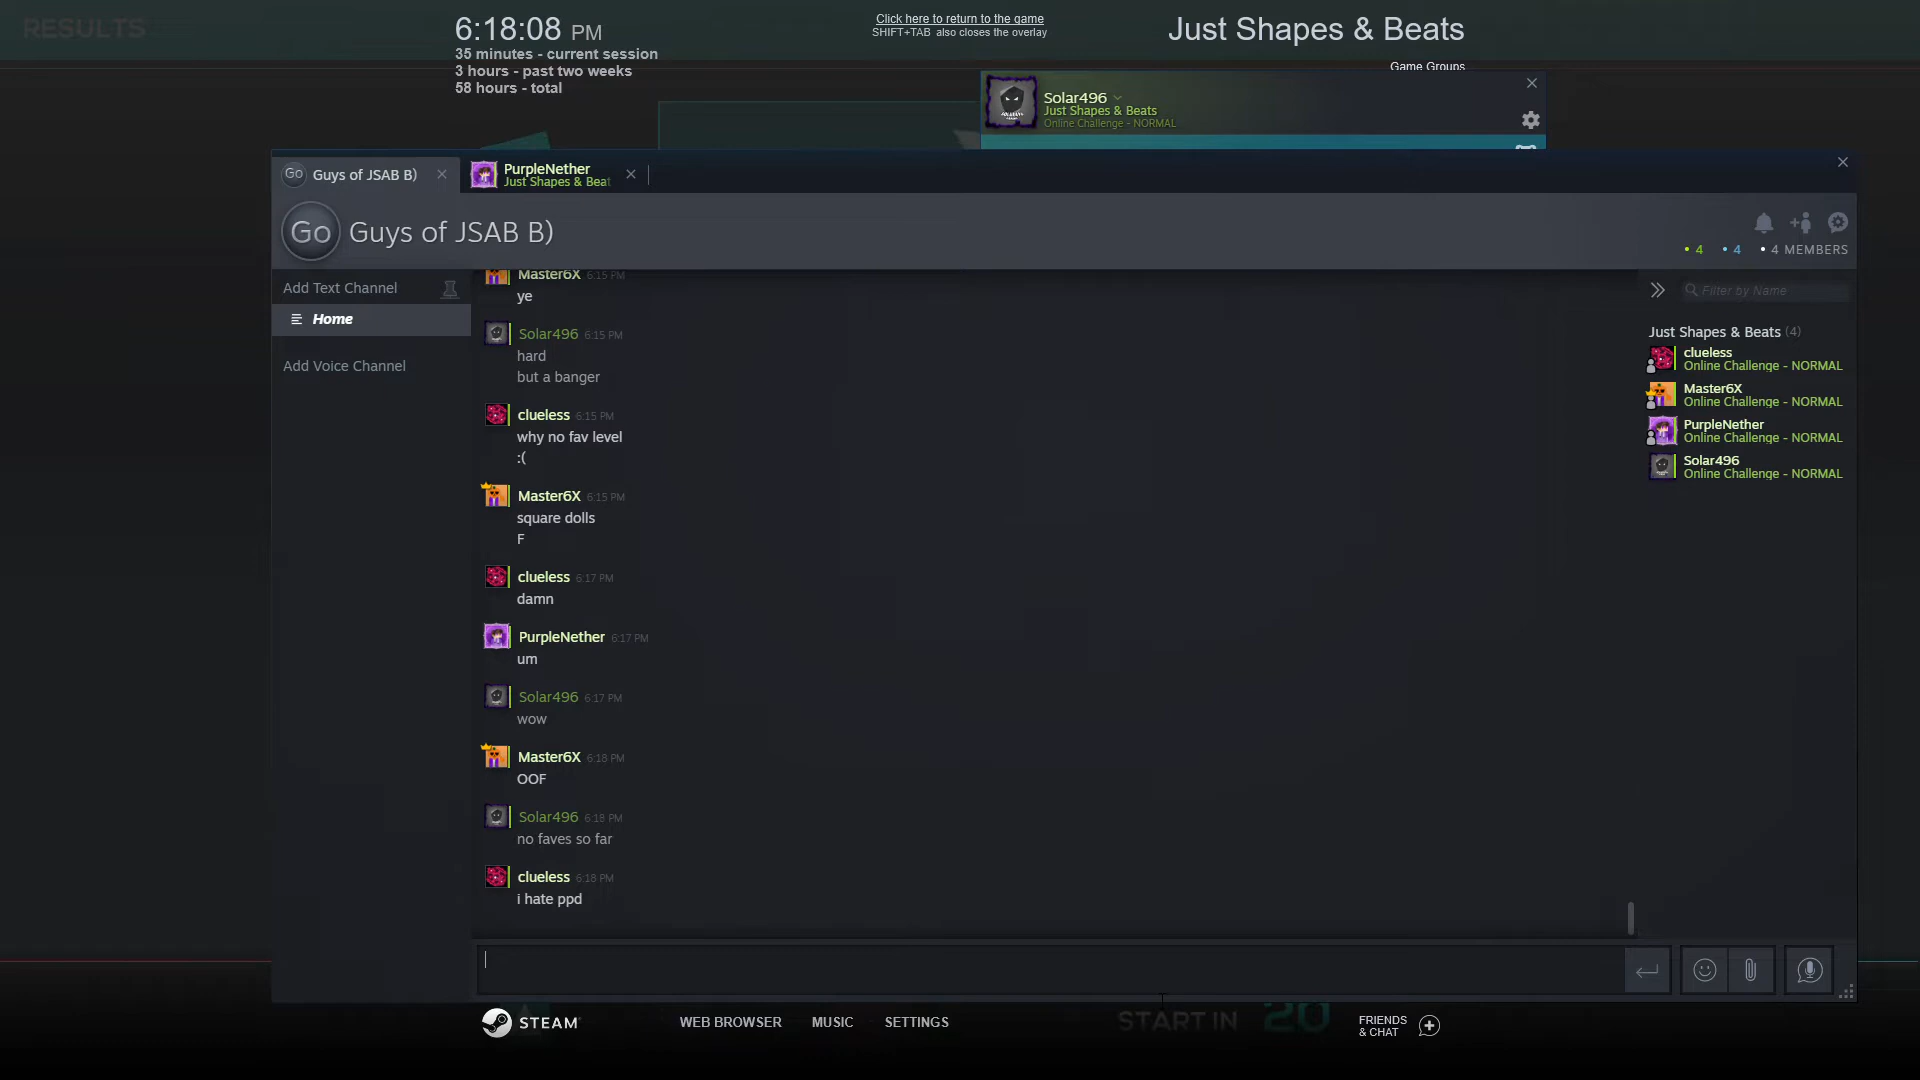 RESULTS
6:18:08 PM
35 minutes - current session
3 hours - past two weeks
58 hours - total
Click here to return to the game
SHIFT+TAB also closes the overlay
Just Shapes & Beats
Game Groups
Solar496
Just Shapes & Beats
Online Challenge - NORMAL
Go Guys of JSAB B)
PurpleNether
Just Shapes & Beat
Go Guys of JSAB B)
4 4 4 MEMBERS
Add Text Channel
Home
Add Voice Channel
Master6X 6:15 PM
ye
Solar496 6:15 PM
hard
but a banger
clueless 6:15 PM
why no fav level
:(
Master6X 6:15 PM
square dolls
F
clueless 6:17 PM
damn
PurpleNether 6:17 PM
um
Solar496 6:17 PM
wow
Master6X 6:18 PM
OOF
Solar496 6:18 PM
no faves so far
clueless 6:18 PM
i hate ppd
Filter by Name
Just Shapes & Beats (4)
clueless
Online Challenge - NORMAL
Master6X
Online Challenge - NORMAL
PurpleNether
Online Challenge - NORMAL
Solar496
Online Challenge - NORMAL
STEAM
WEB BROWSER MUSIC SETTINGS
START IN 20
FRIENDS
& CHAT